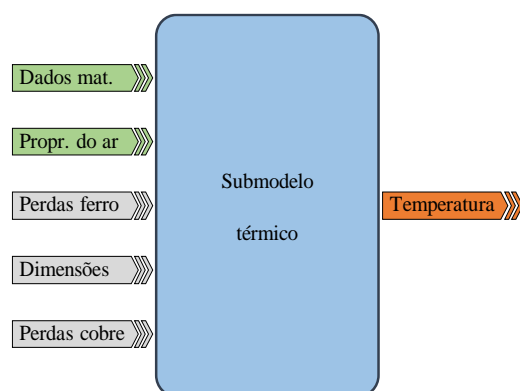 Dados mat.
Propr. do ar
Perdas ferro
Dimensões
Perdas cobre
Submodelo
térmico
Temperatura